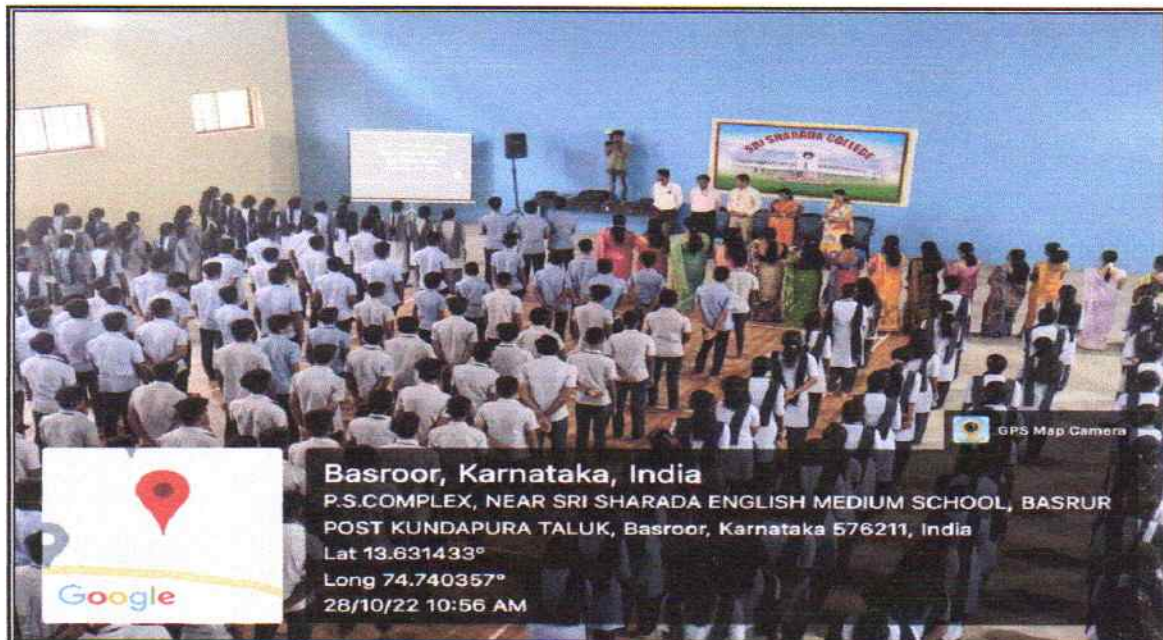 SRI SHARADA COLLEGE
GPS Map Camera
Basroor, Karnataka, India
P.S.COMPLEX, NEAR SRI SHARADA ENGLISH MEDIUM SCHOOL, BASRUR
POST KUNDAPURA TALUK, Basroor, Karnataka 576211, India
Lat 13.631433°
Long 74.740357°
28/10/22 10:56 AM
Google